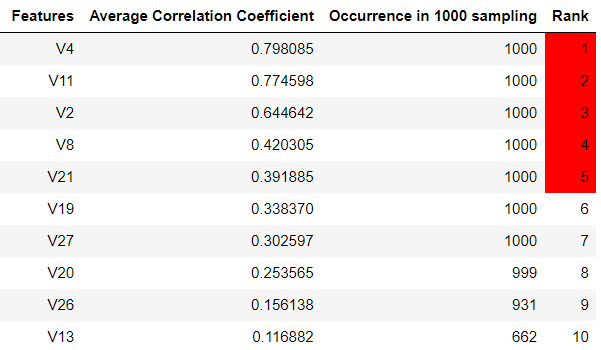 Features Average Correlation Coefficient Occurrence in 1000 sampling Rank
V4 0.798085 1000 1
V11 0.774598 1000 2
V2 0.644642 1000 3
V8 0.420305 1000 4
V21 0.391885 1000 5
V19 0.338370 1000 6
V27 0.302597 1000 7
V20 0.253565 999 8
V26 0.156138 931 9
V13 0.116882 662 10